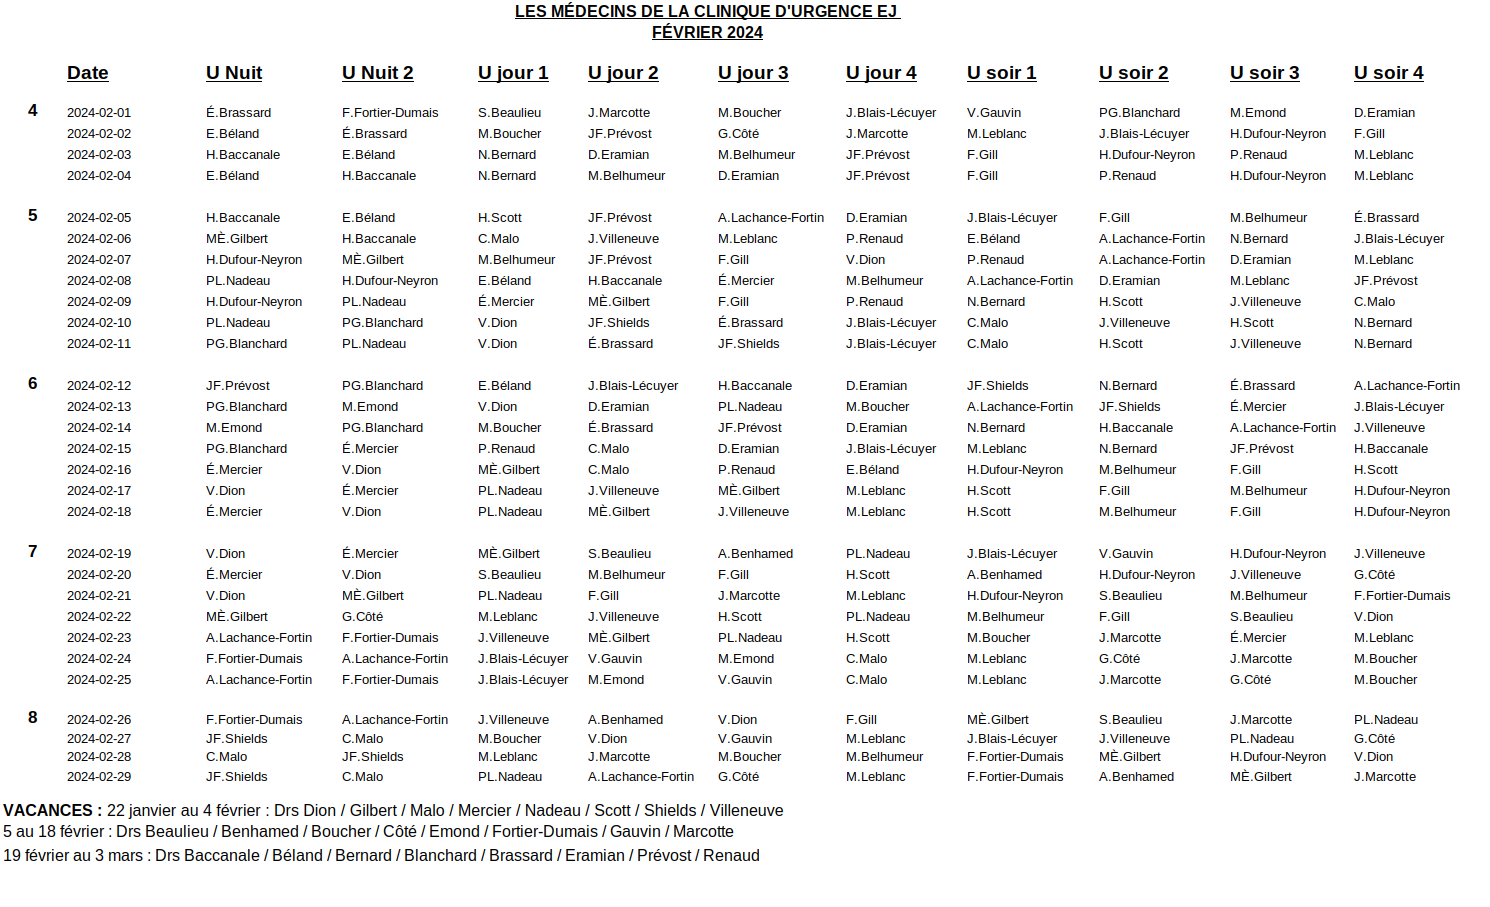 LES MÉDECINS DE LA CLINIQUE D'URGENCE EJ
FÉVRIER 2024
Date U Nuit U Nuit 2 U jour 1 U jour 2 U jour 3 U jour 4 U soir 1 U soir 2 U soir 3 U soir 4
4 2024-02-01 É.Brassard F.Fortier-Dumais S.Beaulieu J.Marcotte M.Boucher J.Blais-Lécuyer V.Gauvin PG.Blanchard M.Emond D.Eramian
2024-02-02 E.Béland É.Brassard M.Boucher JF.Prévost G.Côté J.Marcotte M.Leblanc J.Blais-Lécuyer H.Dufour-Neyron F.Gill
2024-02-03 H.Baccanale E.Béland N.Bernard D.Eramian M.Belhumeur JF.Prévost F.Gill H.Dufour-Neyron P.Renaud M.Leblanc
2024-02-04 E.Béland H.Baccanale N.Bernard M.Belhumeur D.Eramian JF.Prévost F.Gill P.Renaud H.Dufour-Neyron M.Leblanc
5 2024-02-05 H.Baccanale E.Béland H.Scott JF.Prévost A.Lachance-Fortin D.Eramian J.Blais-Lécuyer F.Gill M.Belhumeur É.Brassard
2024-02-06 MÈ.Gilbert H.Baccanale C.Malo J.Villeneuve M.Leblanc P.Renaud E.Béland A.Lachance-Fortin N.Bernard J.Blais-Lécuyer
2024-02-07 H.Dufour-Neyron MÈ.Gilbert M.Belhumeur JF.Prévost F.Gill V.Dion P.Renaud A.Lachance-Fortin D.Eramian M.Leblanc
2024-02-08 PL.Nadeau H.Dufour-Neyron E.Béland H.Baccanale É.Mercier M.Belhumeur A.Lachance-Fortin D.Eramian M.Leblanc JF.Prévost
2024-02-09 H.Dufour-Neyron PL.Nadeau É.Mercier MÈ.Gilbert F.Gill P.Renaud N.Bernard H.Scott J.Villeneuve C.Malo
2024-02-10 PL.Nadeau PG.Blanchard V.Dion JF.Shields É.Brassard J.Blais-Lécuyer C.Malo J.Villeneuve H.Scott N.Bernard
2024-02-11 PG.Blanchard PL.Nadeau V.Dion É.Brassard JF.Shields J.Blais-Lécuyer C.Malo H.Scott J.Villeneuve N.Bernard
6 2024-02-12 JF.Prévost PG.Blanchard E.Béland J.Blais-Lécuyer H.Baccanale D.Eramian JF.Shields N.Bernard É.Brassard A.Lachance-Fortin
2024-02-13 PG.Blanchard M.Emond V.Dion D.Eramian PL.Nadeau M.Boucher A.Lachance-Fortin JF.Shields É.Mercier J.Blais-Lécuyer
2024-02-14 M.Emond PG.Blanchard M.Boucher É.Brassard JF.Prévost D.Eramian N.Bernard H.Baccanale A.Lachance-Fortin J.Villeneuve
2024-02-15 PG.Blanchard É.Mercier P.Renaud C.Malo D.Eramian J.Blais-Lécuyer M.Leblanc N.Bernard JF.Prévost H.Baccanale
2024-02-16 É.Mercier V.Dion MÈ.Gilbert C.Malo P.Renaud E.Béland H.Dufour-Neyron M.Belhumeur F.Gill H.Scott
2024-02-17 V.Dion É.Mercier PL.Nadeau J.Villeneuve MÈ.Gilbert M.Leblanc H.Scott F.Gill M.Belhumeur H.Dufour-Neyron
2024-02-18 É.Mercier V.Dion PL.Nadeau MÈ.Gilbert J.Villeneuve M.Leblanc H.Scott M.Belhumeur F.Gill H.Dufour-Neyron
7 2024-02-19 V.Dion É.Mercier MÈ.Gilbert S.Beaulieu A.Benhamed PL.Nadeau J.Blais-Lécuyer V.Gauvin H.Dufour-Neyron J.Villeneuve
2024-02-20 É.Mercier V.Dion S.Beaulieu M.Belhumeur F.Gill H.Scott A.Benhamed H.Dufour-Neyron J.Villeneuve G.Côté
2024-02-21 V.Dion MÈ.Gilbert PL.Nadeau F.Gill J.Marcotte M.Leblanc H.Dufour-Neyron S.Beaulieu M.Belhumeur F.Fortier-Dumais
2024-02-22 MÈ.Gilbert G.Côté M.Leblanc J.Villeneuve H.Scott PL.Nadeau M.Belhumeur F.Gill S.Beaulieu V.Dion
2024-02-23 A.Lachance-Fortin F.Fortier-Dumais J.Villeneuve MÈ.Gilbert PL.Nadeau H.Scott M.Boucher J.Marcotte É.Mercier M.Leblanc
2024-02-24 F.Fortier-Dumais A.Lachance-Fortin J.Blais-Lécuyer V.Gauvin M.Emond C.Malo M.Leblanc G.Côté J.Marcotte M.Boucher
2024-02-25 A.Lachance-Fortin F.Fortier-Dumais J.Blais-Lécuyer M.Emond V.Gauvin C.Malo M.Leblanc J.Marcotte G.Côté M.Boucher
8 2024-02-26 F.Fortier-Dumais A.Lachance-Fortin J.Villeneuve A.Benhamed V.Dion F.Gill MÈ.Gilbert S.Beaulieu J.Marcotte PL.Nadeau
2024-02-27 JF.Shields C.Malo M.Boucher V.Dion V.Gauvin M.Leblanc J.Blais-Lécuyer J.Villeneuve PL.Nadeau G.Côté
2024-02-28 C.Malo JF.Shields M.Leblanc J.Marcotte M.Boucher M.Belhumeur F.Fortier-Dumais MÈ.Gilbert H.Dufour-Neyron V.Dion
2024-02-29 JF.Shields C.Malo PL.Nadeau A.Lachance-Fortin G.Côté M.Leblanc F.Fortier-Dumais A.Benhamed MÈ.Gilbert J.Marcotte
VACANCES : 22 janvier au 4 février : Drs Dion / Gilbert / Malo / Mercier / Nadeau / Scott / Shields / Villeneuve
5 au 18 février : Drs Beaulieu / Benhamed / Boucher / Côté / Emond / Fortier-Dumais / Gauvin / Marcotte
19 février au 3 mars : Drs Baccanale / Béland / Bernard / Blanchard / Brassard / Eramian / Prévost / Renaud